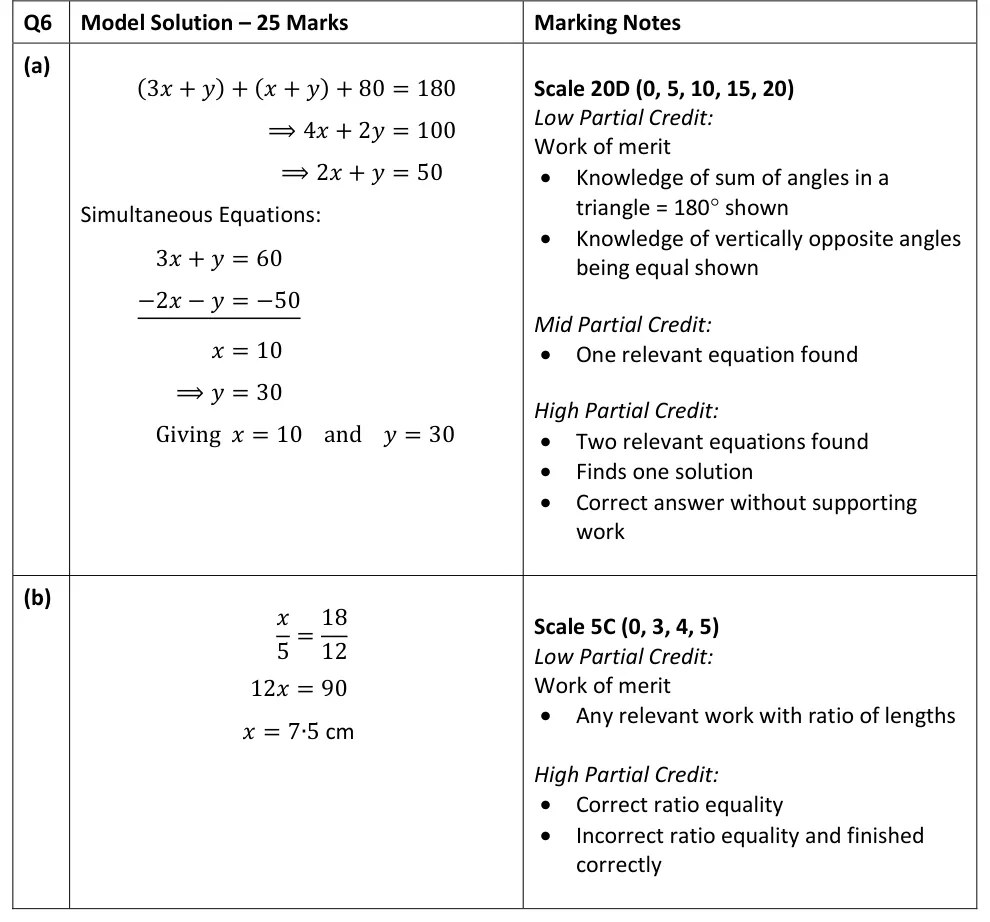 Q6 Model Solution – 25 Marks Marking Notes
(a)
(3x + y) + (x + y) + 80 = 180
⟹ 4x + 2y = 100
⟹ 2x + y = 50
Simultaneous Equations:
3x + y = 60
−2x − y = −50
x = 10
⟹ y = 30
Giving x = 10 and y = 30
Scale 20D (0, 5, 10, 15, 20)
Low Partial Credit:
Work of merit
• Knowledge of sum of angles in a
triangle = 180° shown
• Knowledge of vertically opposite angles
being equal shown
Mid Partial Credit:
• One relevant equation found
High Partial Credit:
• Two relevant equations found
• Finds one solution
• Correct answer without supporting
work
(b)
x/5 = 18/12
12x = 90
x = 7·5 cm
Scale 5C (0, 3, 4, 5)
Low Partial Credit:
Work of merit
• Any relevant work with ratio of lengths
High Partial Credit:
• Correct ratio equality
• Incorrect ratio equality and finished
correctly